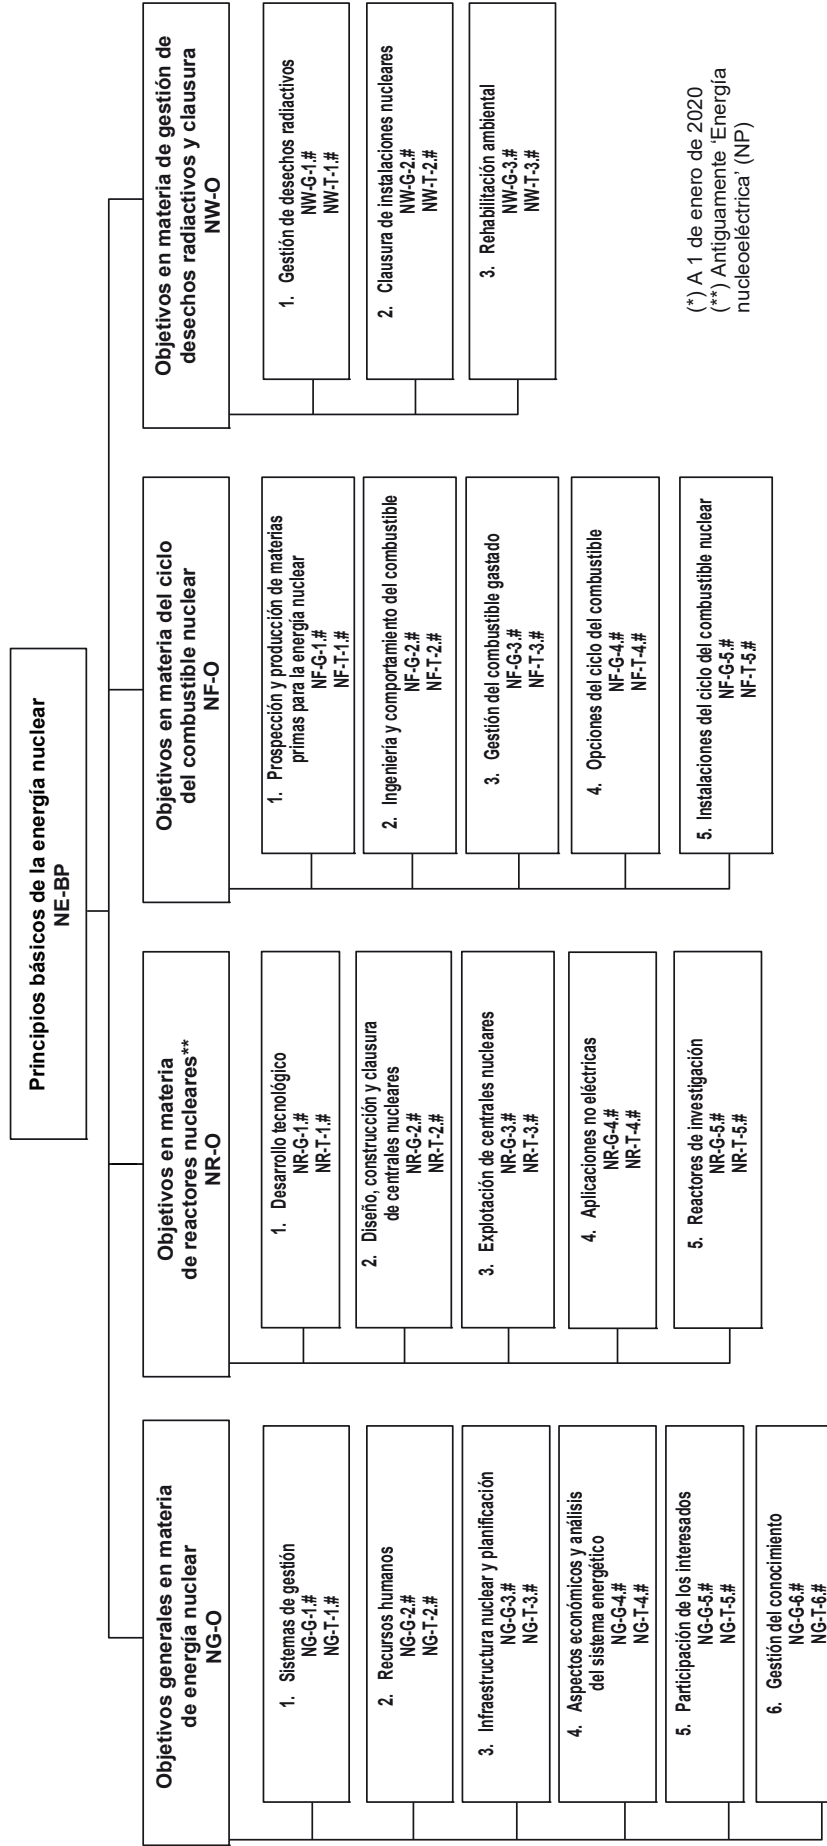 Principios básicos de la energía nuclear
NE-BP
Objetivos generales en materia
de energía nuclear
NG-O
1. Sistemas de gestión
NG-G-1.#
NG-T-1.#
2. Recursos humanos
NG-G-2.#
NG-T-2.#
3. Infraestructura nuclear y planificación
NG-G-3.#
NG-T-3.#
4. Aspectos económicos y análisis
del sistema energético
NG-G-4.#
NG-T-4.#
5. Participación de los interesados
NG-G-5.#
NG-T-5.#
6. Gestión del conocimiento
NG-G-6.#
NG-T-6.#
Objetivos en materia
de reactores nucleares**
NR-O
1. Desarrollo tecnológico
NR-G-1.#
NR-T-1.#
2. Diseño, construcción y clausura
de centrales nucleares
NR-G-2.#
NR-T-2.#
3. Explotación de centrales nucleares
NR-G-3.#
NR-T-3.#
4. Aplicaciones no eléctricas
NR-G-4.#
NR-T-4.#
5. Reactores de investigación
NR-G-5.#
NR-T-5.#
Objetivos en materia del ciclo
del combustible nuclear
NF-O
1. Prospección y producción de materias
primas para la energía nuclear
NF-G-1.#
NF-T-1.#
2. Ingeniería y comportamiento del combustible
NF-G-2.#
NF-T-2.#
3. Gestión del combustible gastado
NF-G-3.#
NF-T-3.#
4. Opciones del ciclo del combustible
NF-G-4.#
NF-T-4.#
5. Instalaciones del ciclo del combustible nuclear
NF-G-5.#
NF-T-5.#
Objetivos en materia de gestión de
desechos radiactivos y clausura
NW-O
1. Gestión de desechos radiactivos
NW-G-1.#
NW-T-1.#
2. Clausura de instalaciones nucleares
NW-G-2.#
NW-T-2.#
3. Rehabilitación ambiental
NW-G-3.#
NW-T-3.#
(*) A 1 de enero de 2020
(**) Antiguamente ‘Energía
nucleoeléctrica’ (NP)